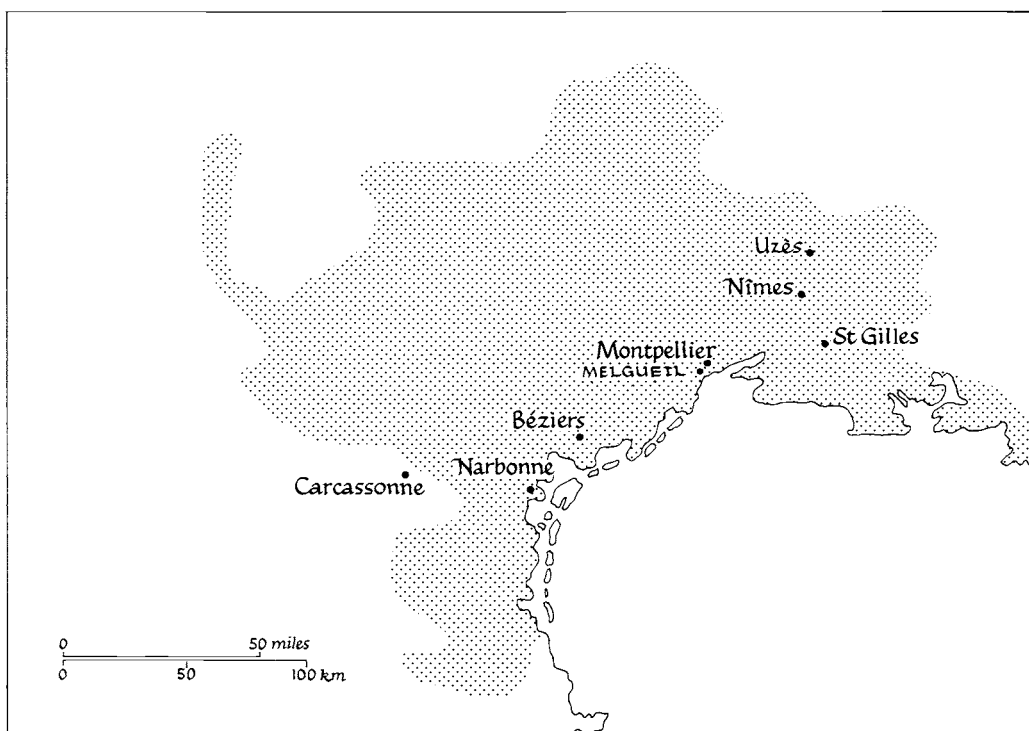 Uzès
Nîmes
St Gilles
Montpellier
MELGUEIL
Béziers
Narbonne
Carcassonne
0 50 miles
0 50 100 km